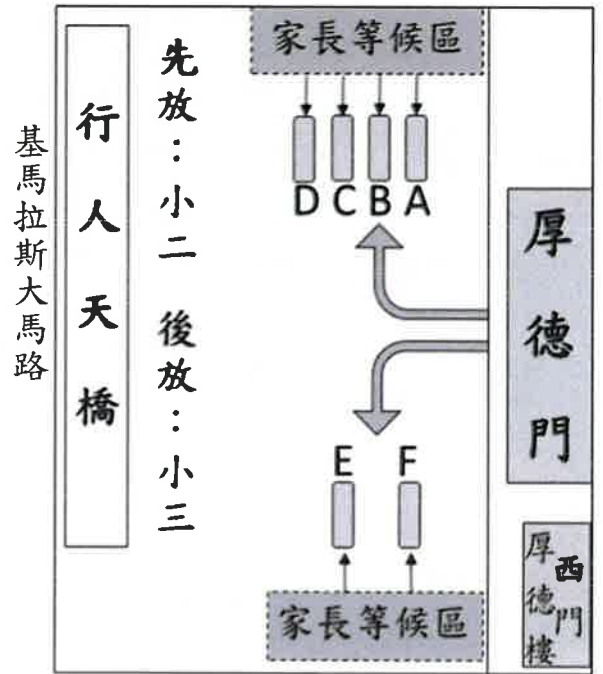 基馬拉斯大馬路
行人天橋
先放：小二 後放：小三
家長等候區
D C B A
E F
家長等候區
厚德門
厚德樓
西門